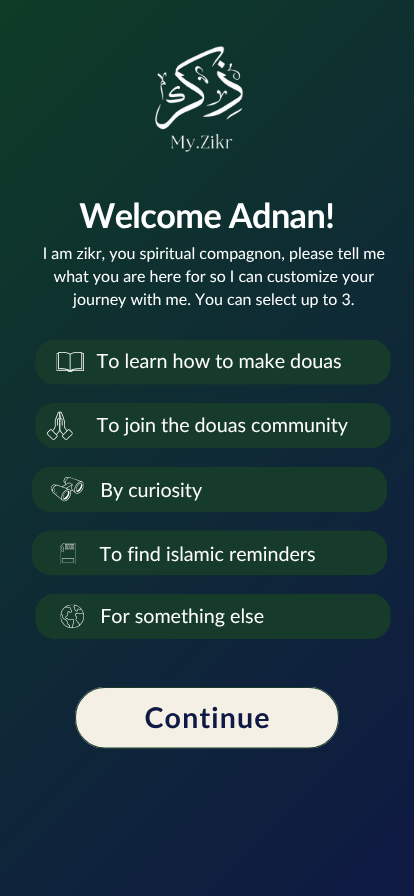 ذكر
My.Zikr
Welcome Adnan!
I am zikr, you spiritual compagnon, please tell me
what you are here for so I can customize your
journey with me. You can select up to 3.
To learn how to make douas
To join the douas community
By curiosity
To find islamic reminders
For something else
Continue